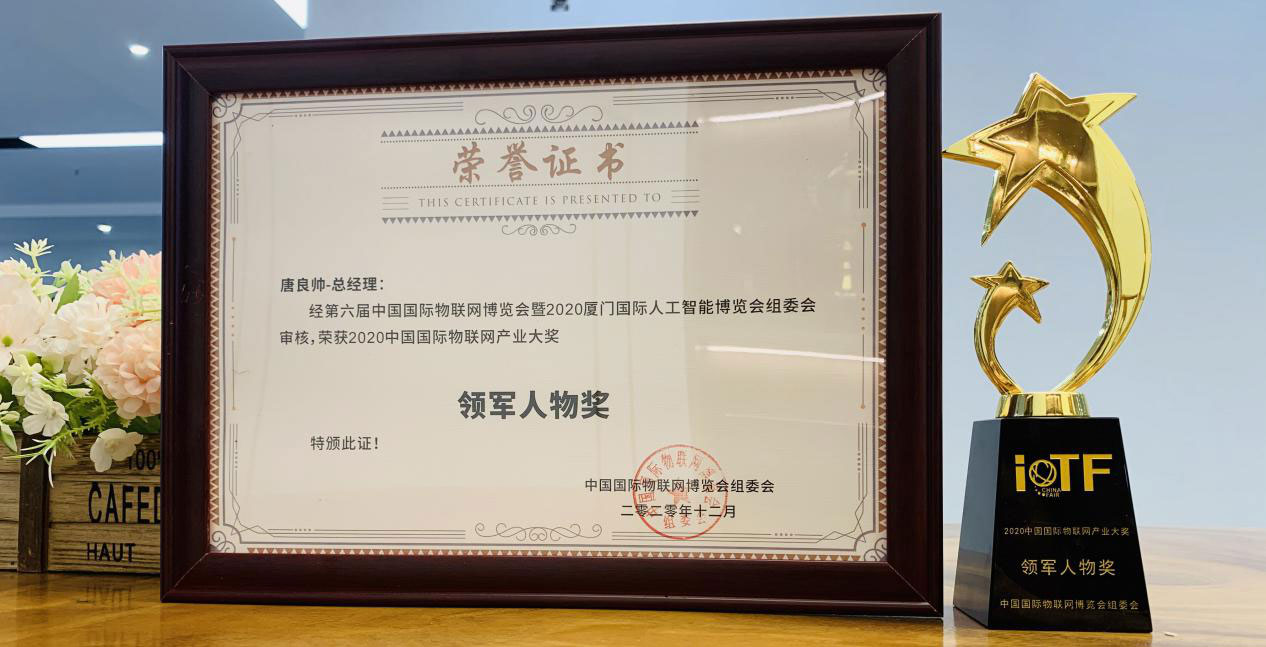 荣誉证书
THIS CERTIFICATE IS PRESENTED TO
唐良帅-总经理：
经第六届中国国际物联网博览会暨2020厦门国际人工智能博览会组委会
审核，荣获2020中国国际物联网产业大奖
领军人物奖
特颁此证！
中国国际物联网博览会组委会
二零二零年十二月
iOTF
CHINA
FAIR
2020中国国际物联网产业大奖
领军人物奖
中国国际物联网博览会组委会
100%
CAFED
HAUT